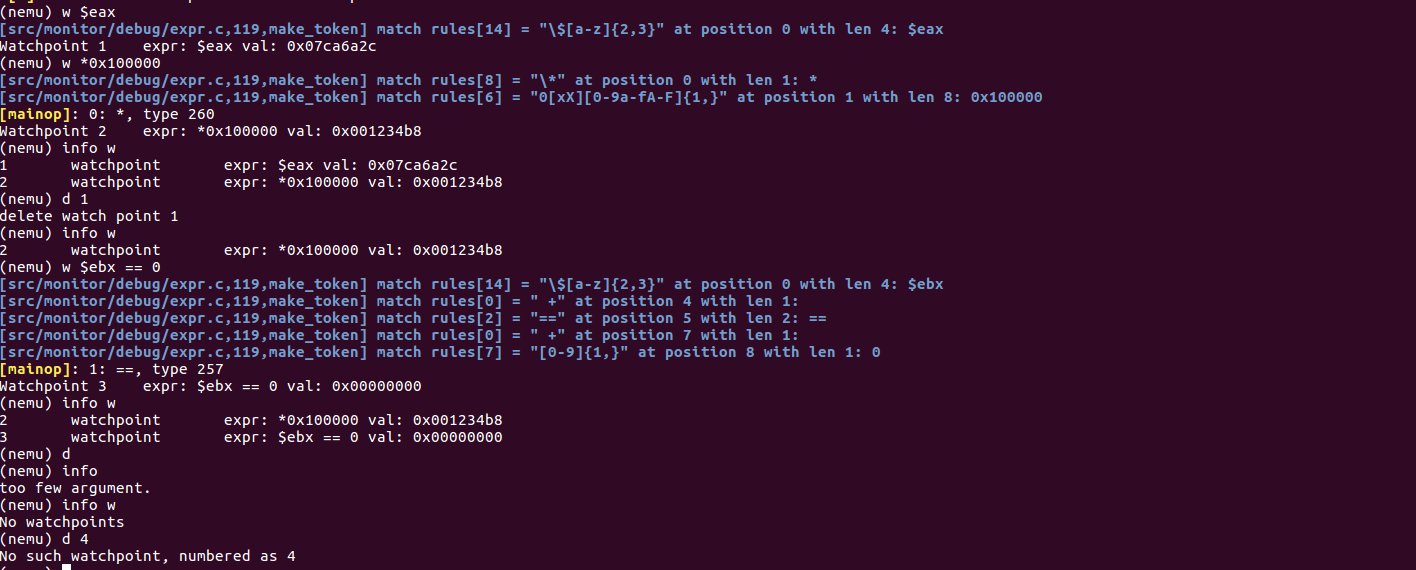 (nemu) w $eax
[src/monitor/debug/expr.c,119,make_token] match rules[14] = "\$[a-z]{2,3}" at position 0 with len 4: $eax
Watchpoint 1    expr: $eax val: 0x07ca6a2c
(nemu) w *0x100000
[src/monitor/debug/expr.c,119,make_token] match rules[8] = "\*" at position 0 with len 1: *
[src/monitor/debug/expr.c,119,make_token] match rules[6] = "0[xX][0-9a-fA-F]{1,}" at position 1 with len 8: 0x100000
[mainop]: 0: *, type 260
Watchpoint 2    expr: *0x100000 val: 0x001234b8
(nemu) info w
1       watchpoint       expr: $eax val: 0x07ca6a2c
2       watchpoint       expr: *0x100000 val: 0x001234b8
(nemu) d 1
delete watch point 1
(nemu) info w
2       watchpoint       expr: *0x100000 val: 0x001234b8
(nemu) w $ebx == 0
[src/monitor/debug/expr.c,119,make_token] match rules[14] = "\$[a-z]{2,3}" at position 0 with len 4: $ebx
[src/monitor/debug/expr.c,119,make_token] match rules[0] = " +" at position 4 with len 1:
[src/monitor/debug/expr.c,119,make_token] match rules[2] = "==" at position 5 with len 2: ==
[src/monitor/debug/expr.c,119,make_token] match rules[0] = " +" at position 7 with len 1:
[src/monitor/debug/expr.c,119,make_token] match rules[7] = "[0-9]{1,}" at position 8 with len 1: 0
[mainop]: 1: ==, type 257
Watchpoint 3    expr: $ebx == 0 val: 0x00000000
(nemu) info w
2       watchpoint       expr: *0x100000 val: 0x001234b8
3       watchpoint       expr: $ebx == 0 val: 0x00000000
(nemu) d
(nemu) info
too few argument.
(nemu) info w
No watchpoints
(nemu) d 4
No such watchpoint, numbered as 4